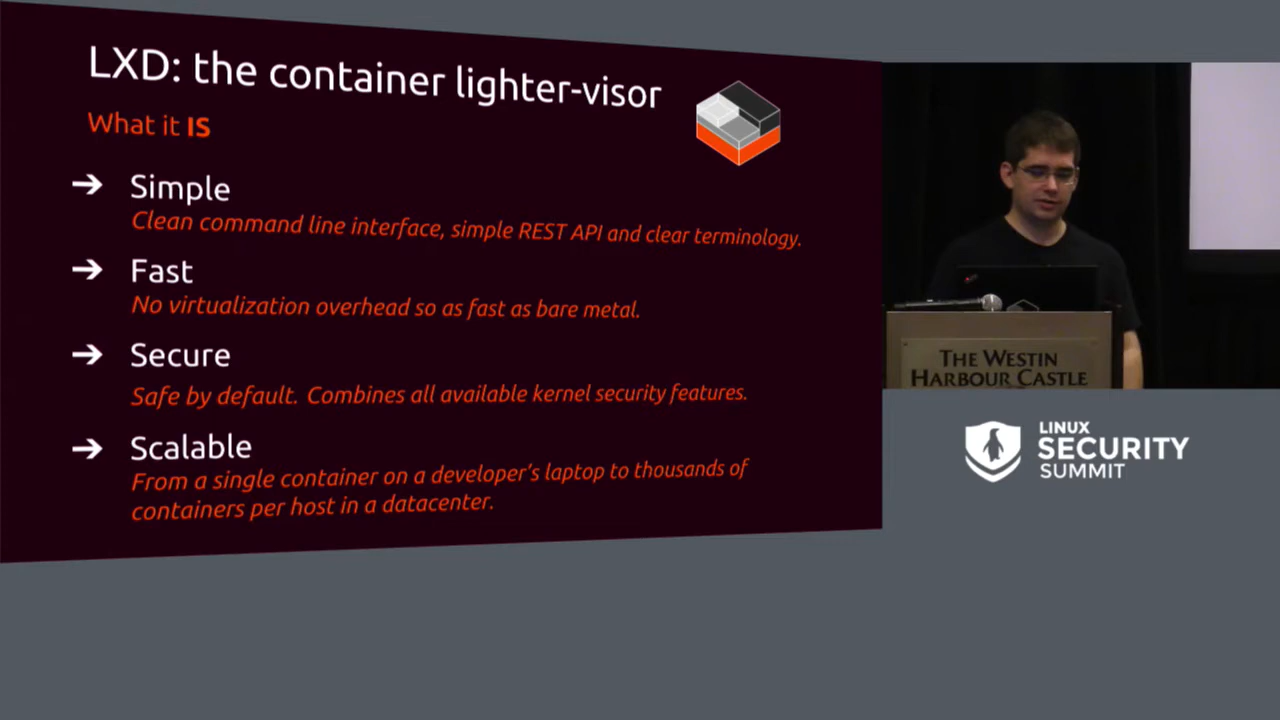 LXD: the container lighter-visor
What it IS
➔ Simple
Clean command line interface, simple REST API and clear terminology.
➔ Fast
No virtualization overhead so as fast as bare metal.
➔ Secure
Safe by default. Combines all available kernel security features.
➔ Scalable
From a single container on a developer's laptop to thousands of
containers per host in a datacenter.
THE WESTIN
HARBOUR CASTLE
LINUX
SECURITY
SUMMIT